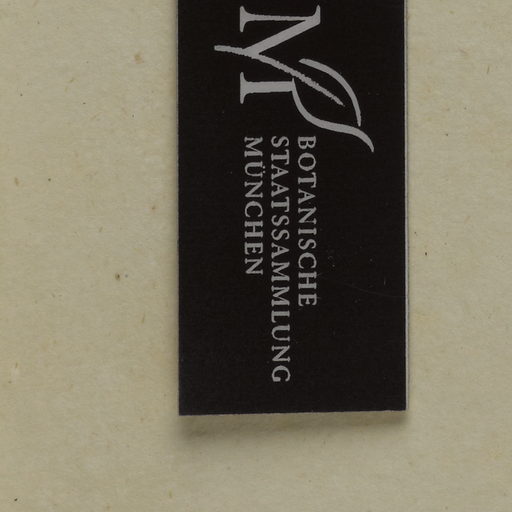 M
BOTANISCHE
STAATSSAMMLUNG
MÜNCHEN